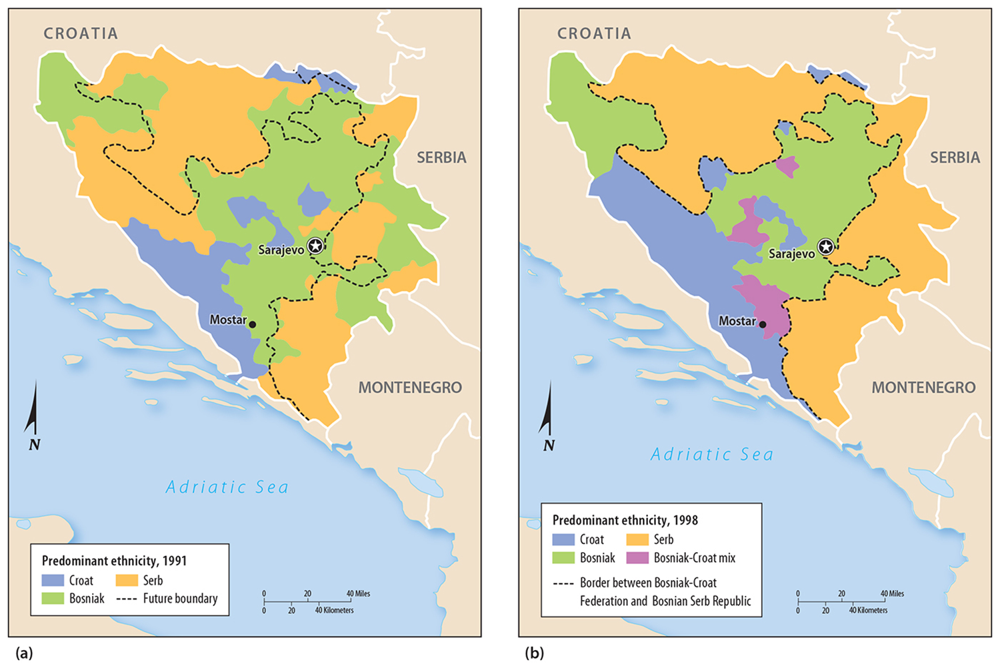 CROATIA
SERBIA
Sarajevo
Mostar
MONTENEGRO
N
Adriatic Sea
Predominant ethnicity, 1991
Croat
Serb
Bosniak
Future boundary
0 20 40 Miles
0 20 40 Kilometers
(a)
CROATIA
SERBIA
Sarajevo
Mostar
MONTENEGRO
N
Adriatic Sea
Predominant ethnicity, 1998
Croat
Serb
Bosniak
Bosniak-Croat mix
Border between Bosniak-Croat
Federation and Bosnian Serb Republic
0 20 40 Miles
0 20 40 Kilometers
(b)